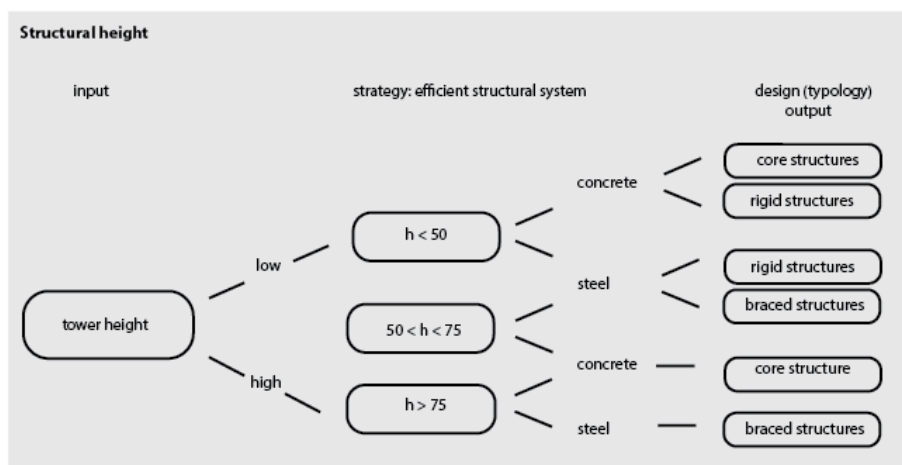 Structural height
input
strategy: efficient structural system
design (typology)
output
core structures
concrete
rigid structures
h < 50
low
rigid structures
steel
braced structures
tower height
50 < h < 75
concrete
core structure
high
h > 75
steel
braced structures